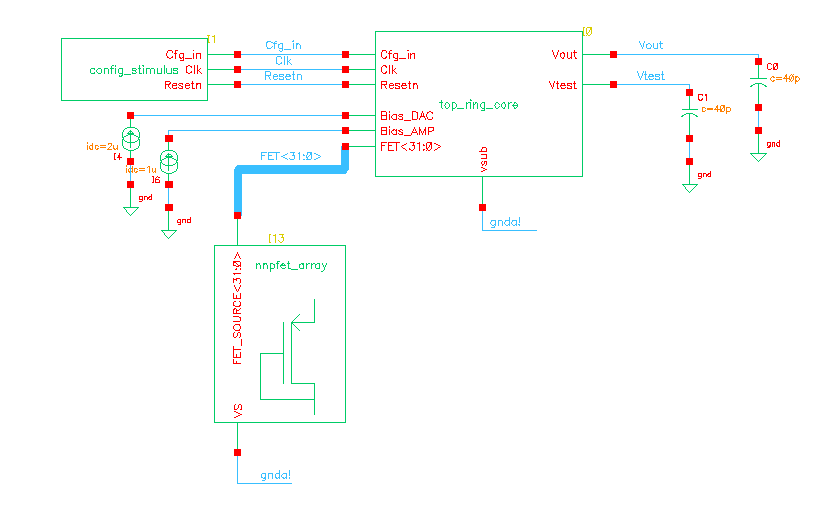 I1
Cfg_in
config_stimulus
Clk
Resetn
Cfg_in
Clk
Resetn
I0
Cfg_in
Clk
Resetn
Bias_DAC
Bias_AMP
FET<31:0>
top_ring_core
vsub
Vout
Vtest
Vout
Vtest
C0
c=40p
gnd
C1
c=40p
gnd
idc=2u
I4
gnd
idc=1u
I6
gnd
FET<31:0>
gnda!
I13
nnpfet_array
FET_SOURCE<31:0>
VS
gnda!